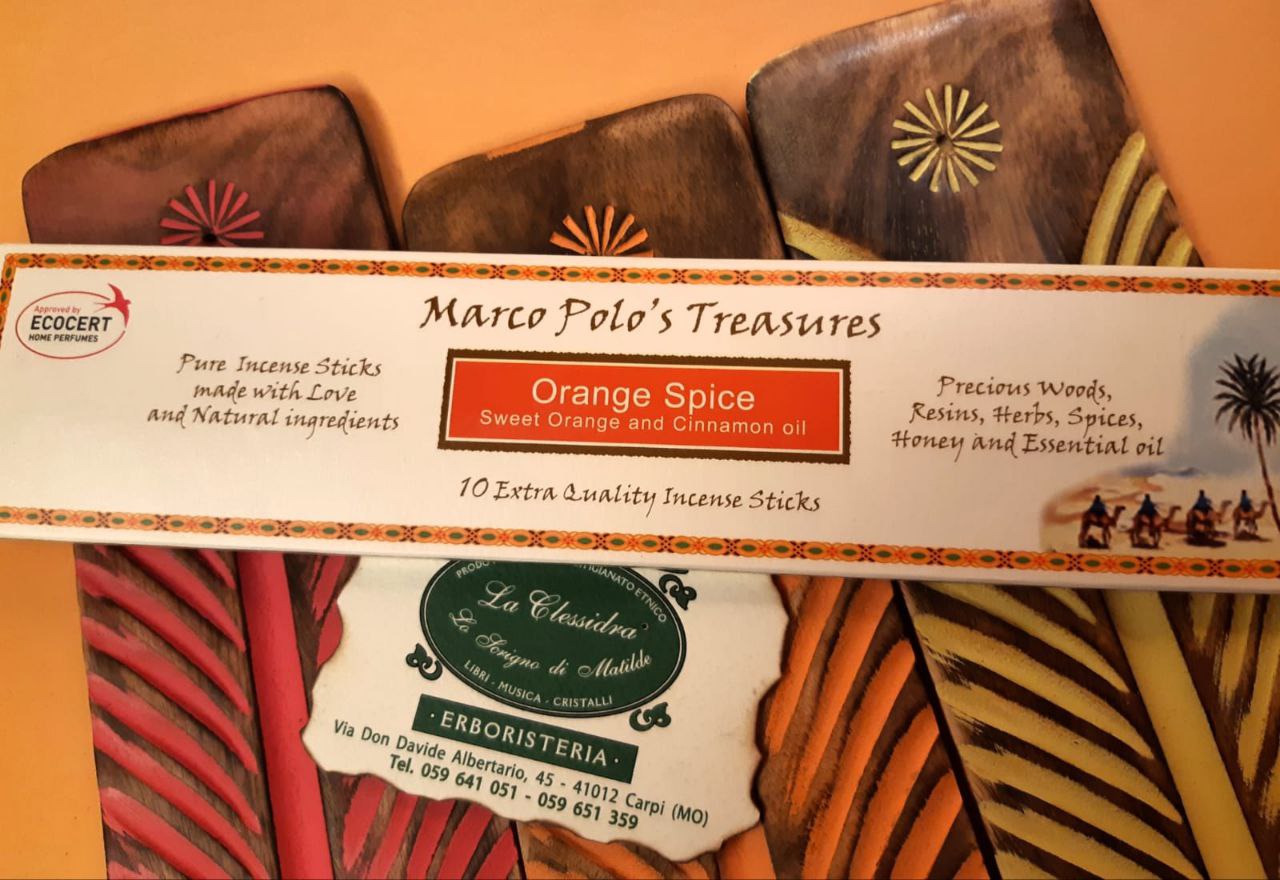 Approved by
ECOCERT
HOME PERFUMES
Marco Polo's Treasures
Pure Incense Sticks
made with Love
and Natural ingredients
Orange Spice
Sweet Orange and Cinnamon oil
Precious Woods,
Resins, Herbs, Spices,
Honey and Essential oil
10 Extra Quality Incense Sticks
ETNICO
La Clessidra
Lo Scrigno di Matilde
LIBRI - MUSICA - CRISTALLI
· ERBORISTERIA ·
Via Don Davide Albertario, 45 - 41012 Carpi (MO)
Tel. 059 641 051 - 059 651 359